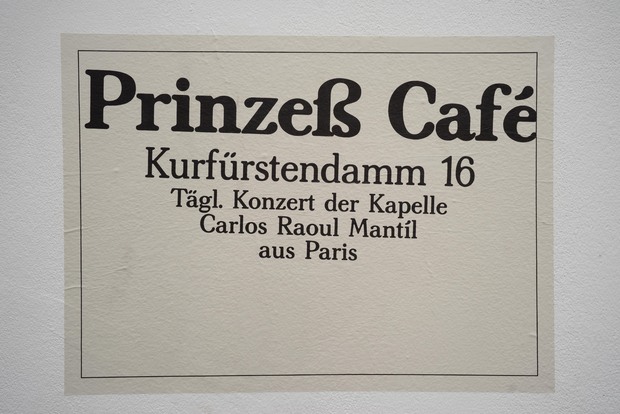 Prinzeß Café
Kurfürstendamm 16
Tägl. Konzert der Kapelle
Carlos Raoul Mantíl
aus Paris